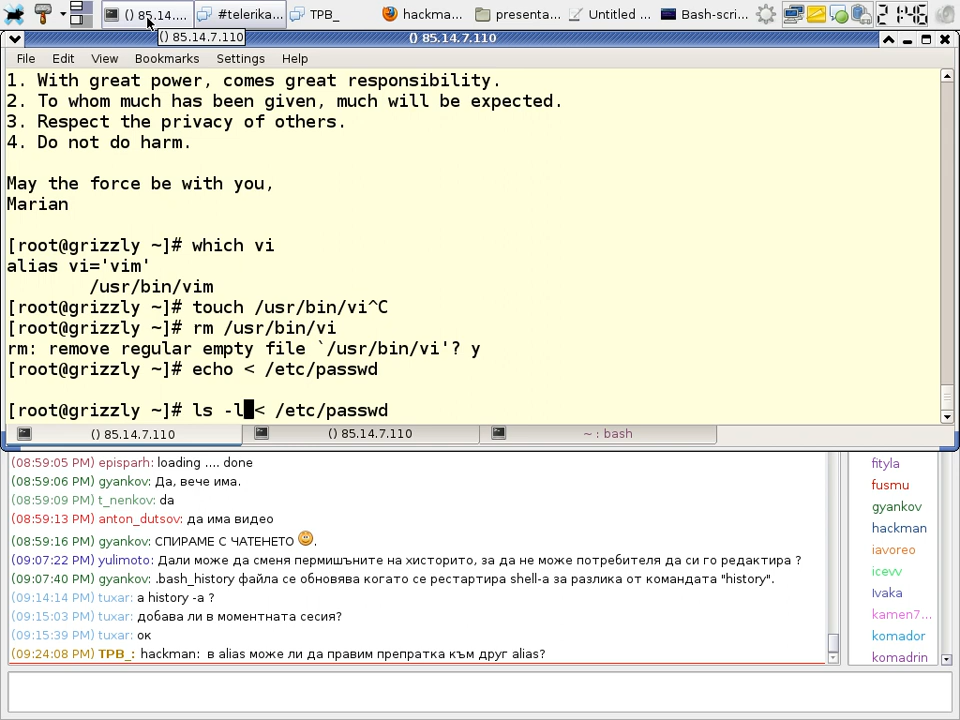 () 85.14....
#telerika...
TPB_
hackma...
presenta...
Untitled ...
Bash-scri...
21:46
() 85.14.7.110
() 85.14.7.110
File Edit View Bookmarks Settings Help
1. With great power, comes great responsibility.
2. To whom much has been given, much will be expected.
3. Respect the privacy of others.
4. Do not do harm.
May the force be with you,
Marian
[root@grizzly ~]# which vi
alias vi='vim'
/usr/bin/vim
[root@grizzly ~]# touch /usr/bin/vi^C
[root@grizzly ~]# rm /usr/bin/vi
rm: remove regular empty file `/usr/bin/vi'? y
[root@grizzly ~]# echo < /etc/passwd
[root@grizzly ~]# ls -l < /etc/passwd
() 85.14.7.110
() 85.14.7.110
~ : bash
(08:59:05 PM) episparh: loading .... done
(08:59:06 PM) gyankov: Да, вече има.
(08:59:09 PM) t_nenkov: da
(08:59:13 PM) anton_dutsov: да има видео
(08:59:16 PM) gyankov: СПИРАМЕ С ЧАТЕНЕТО .
(09:07:22 PM) yulimoto: Дали може да сменя пермишъните на хисторито, за да не може потребителя да си го редактира ?
(09:07:40 PM) gyankov: .bash_history файла се обновява когато се рестартира shell-а за разлика от командата "history".
(09:14:14 PM) tuxar: а history -a ?
(09:15:03 PM) tuxar: добава ли в моментната сесия?
(09:15:39 PM) tuxar: ок
(09:24:08 PM) TPB_: hackman: в alias може ли да правим препратка към друг alias?
fityla
fusmu
gyankov
hackman
iavoreo
icevv
Ivaka
kamen7...
komador
komadrin